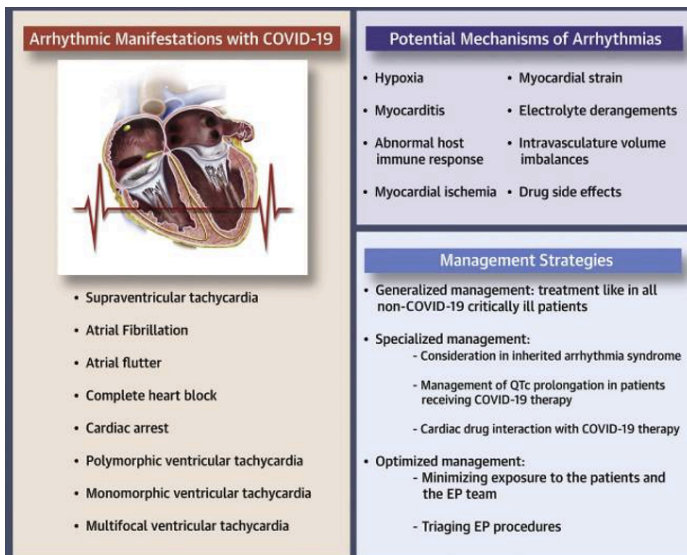 Arrhythmic Manifestations with COVID-19
• Supraventricular tachycardia
• Atrial Fibrillation
• Atrial flutter
• Complete heart block
• Cardiac arrest
• Polymorphic ventricular tachycardia
• Monomorphic ventricular tachycardia
• Multifocal ventricular tachycardia
Potential Mechanisms of Arrhythmias
• Hypoxia
• Myocarditis
• Abnormal host
immune response
• Myocardial ischemia
• Myocardial strain
• Electrolyte derangements
• Intravasculature volume
imbalances
• Drug side effects
Management Strategies
• Generalized management: treatment like in all
non-COVID-19 critically ill patients
• Specialized management:
- Consideration in inherited arrhythmia syndrome
- Management of QTc prolongation in patients
receiving COVID-19 therapy
- Cardiac drug interaction with COVID-19 therapy
• Optimized management:
- Minimizing exposure to the patients and
the EP team
- Triaging EP procedures